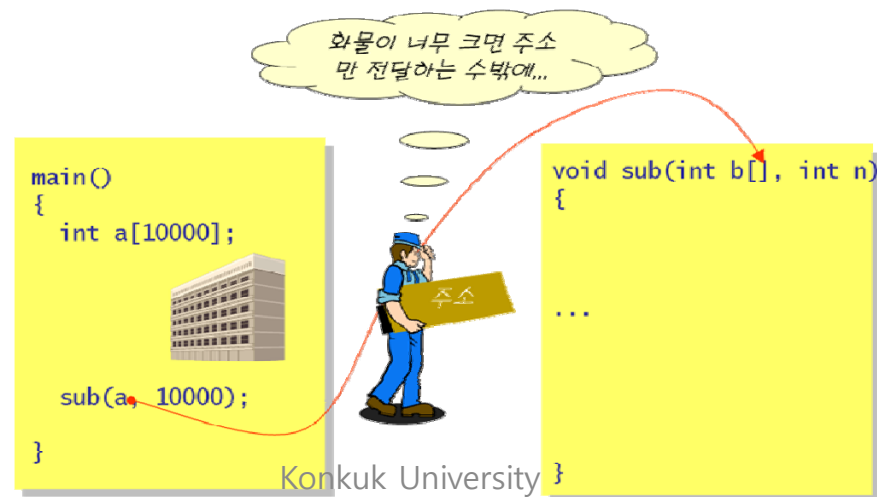 화물이 너무 크면 주소
만 전달하는 수밖에...
main()
{
int a[10000];
sub(a, 10000);
}
주소
void sub(int b[], int n)
{
...
}
Konkuk University